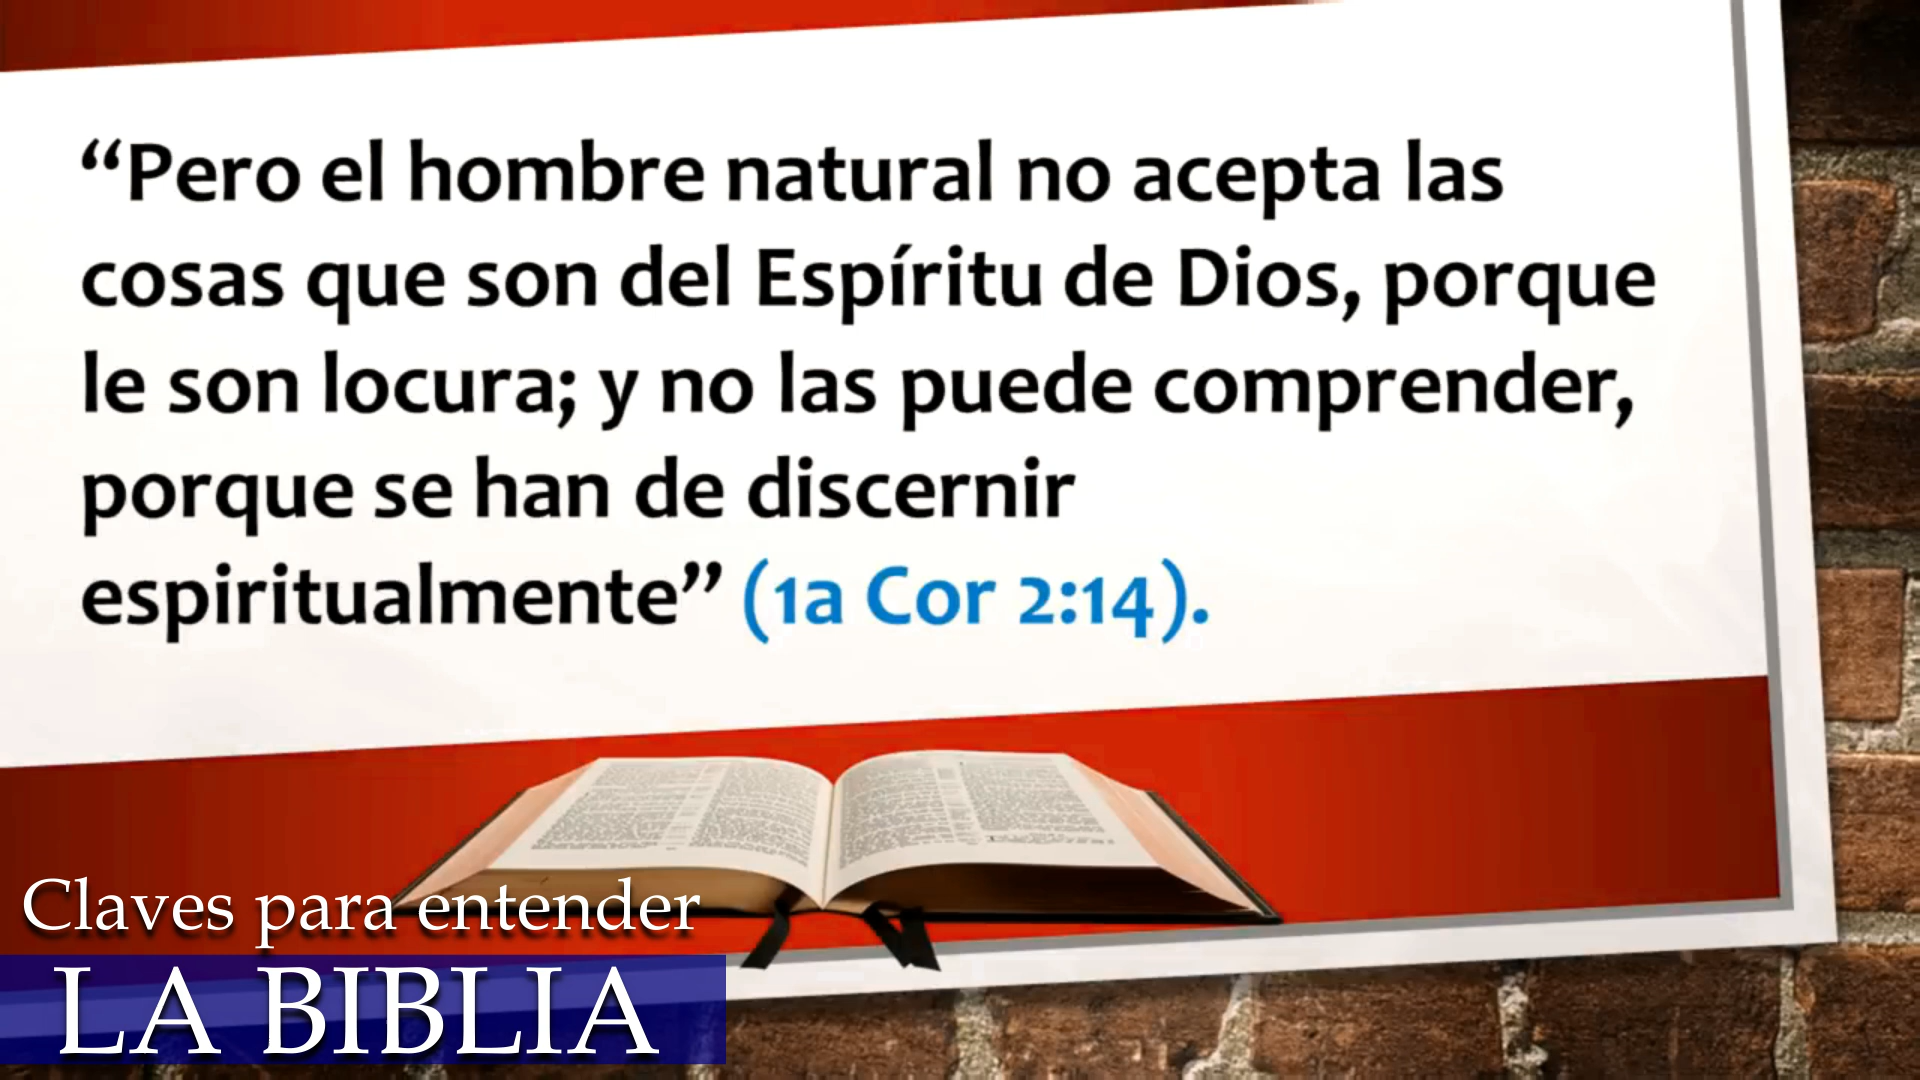 “Pero el hombre natural no acepta las
cosas que son del Espíritu de Dios, porque
le son locura; y no las puede comprender,
porque se han de discernir
espiritualmente” (1a Cor 2:14).
Claves para entender
LA BIBLIA